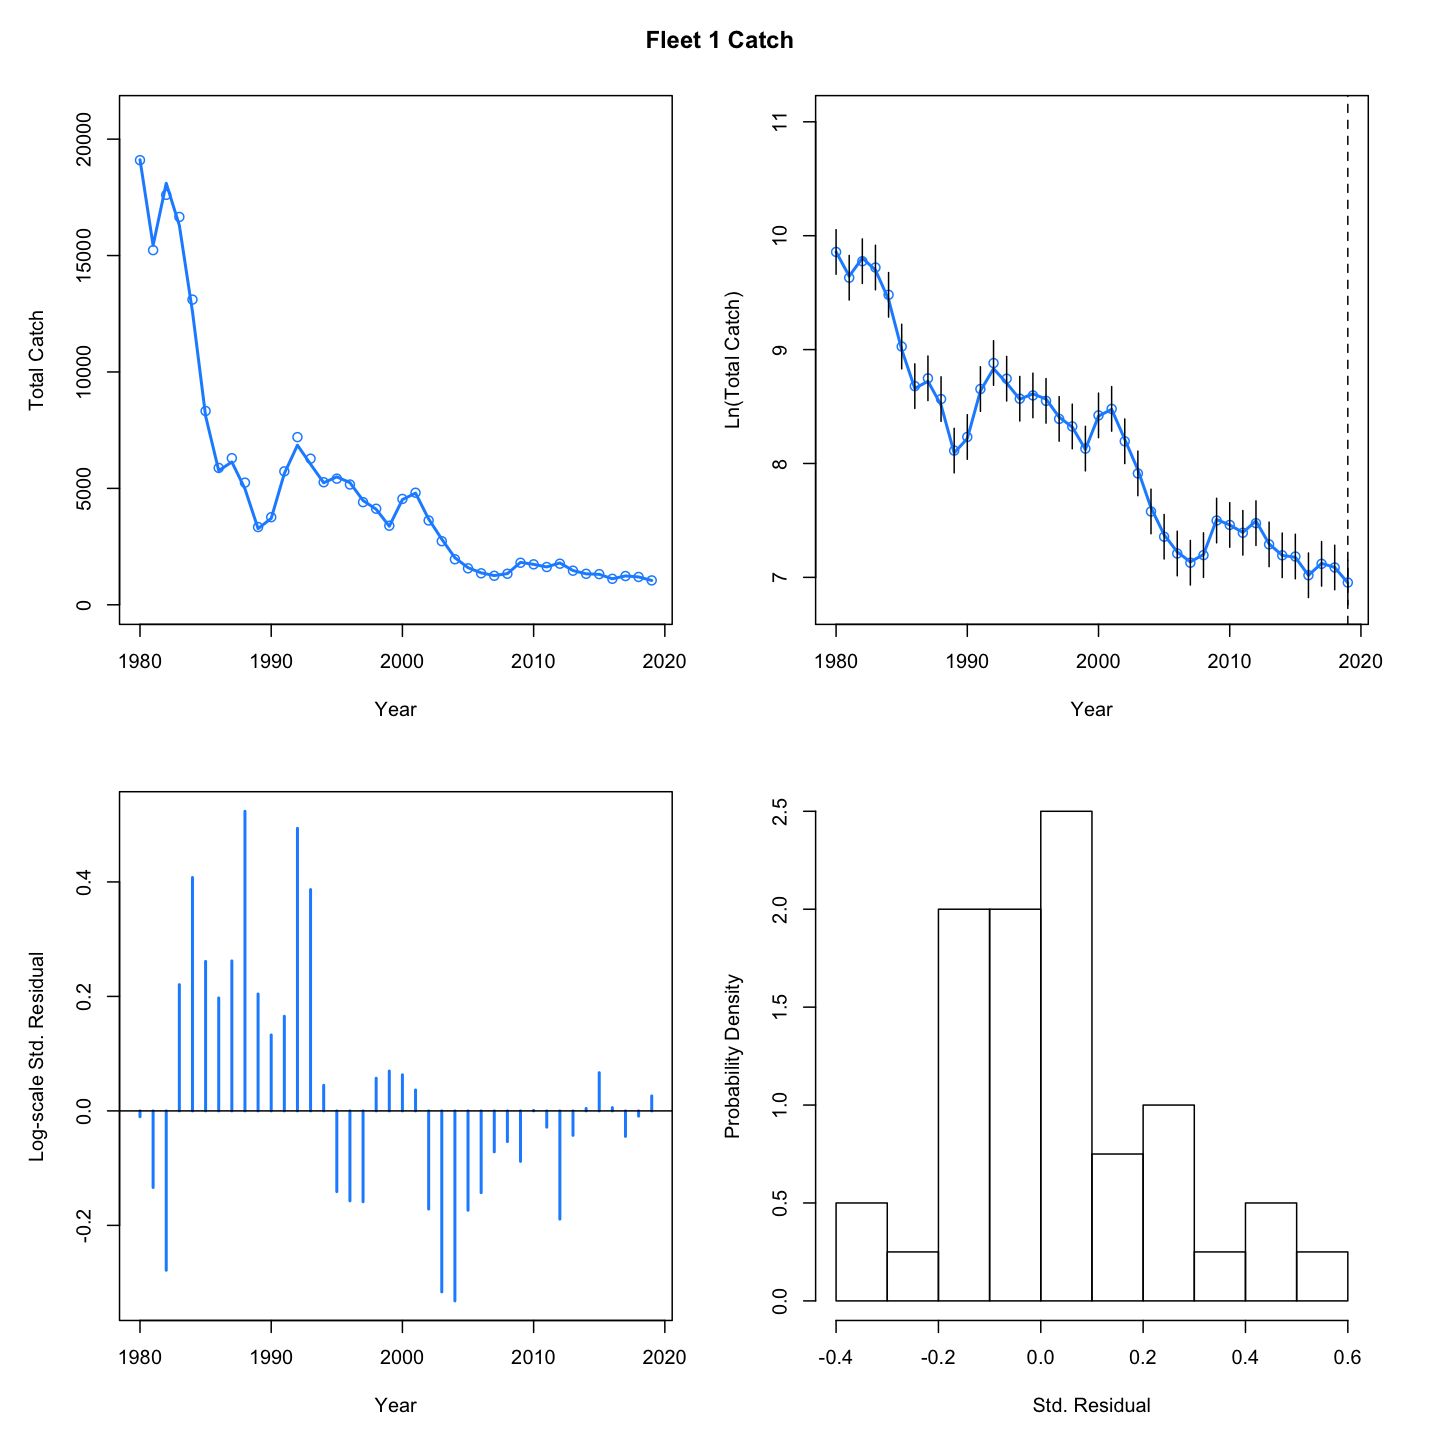 Fleet 1 Catch
Total Catch
20000
15000
10000
5000
0
1980 1990 2000 2010 2020
Year
Ln(Total Catch)
11
10
9
8
7
1980 1990 2000 2010 2020
Year
Log-scale Std. Residual
0.4
0.2
0.0
-0.2
1980 1990 2000 2010 2020
Year
Probability Density
2.5
2.0
1.5
1.0
0.5
0.0
-0.4 -0.2 0.0 0.2 0.4 0.6
Std. Residual